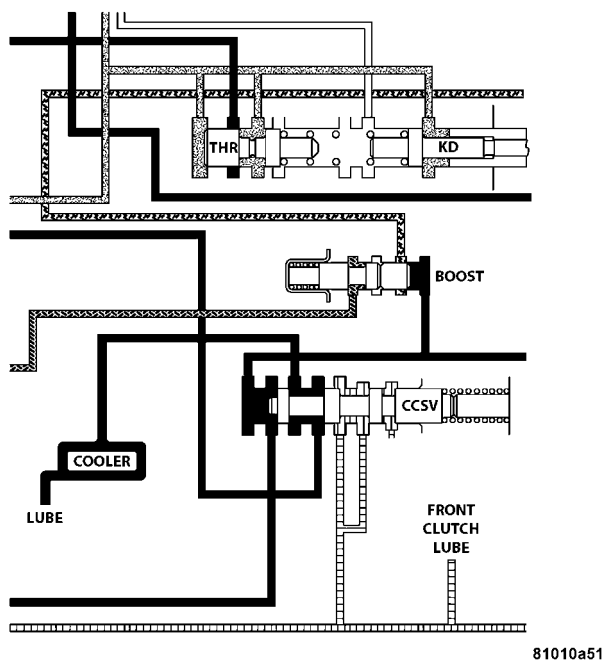 THR
KD
BOOST
CCSV
COOLER
LUBE
FRONT
CLUTCH
LUBE
81010a51